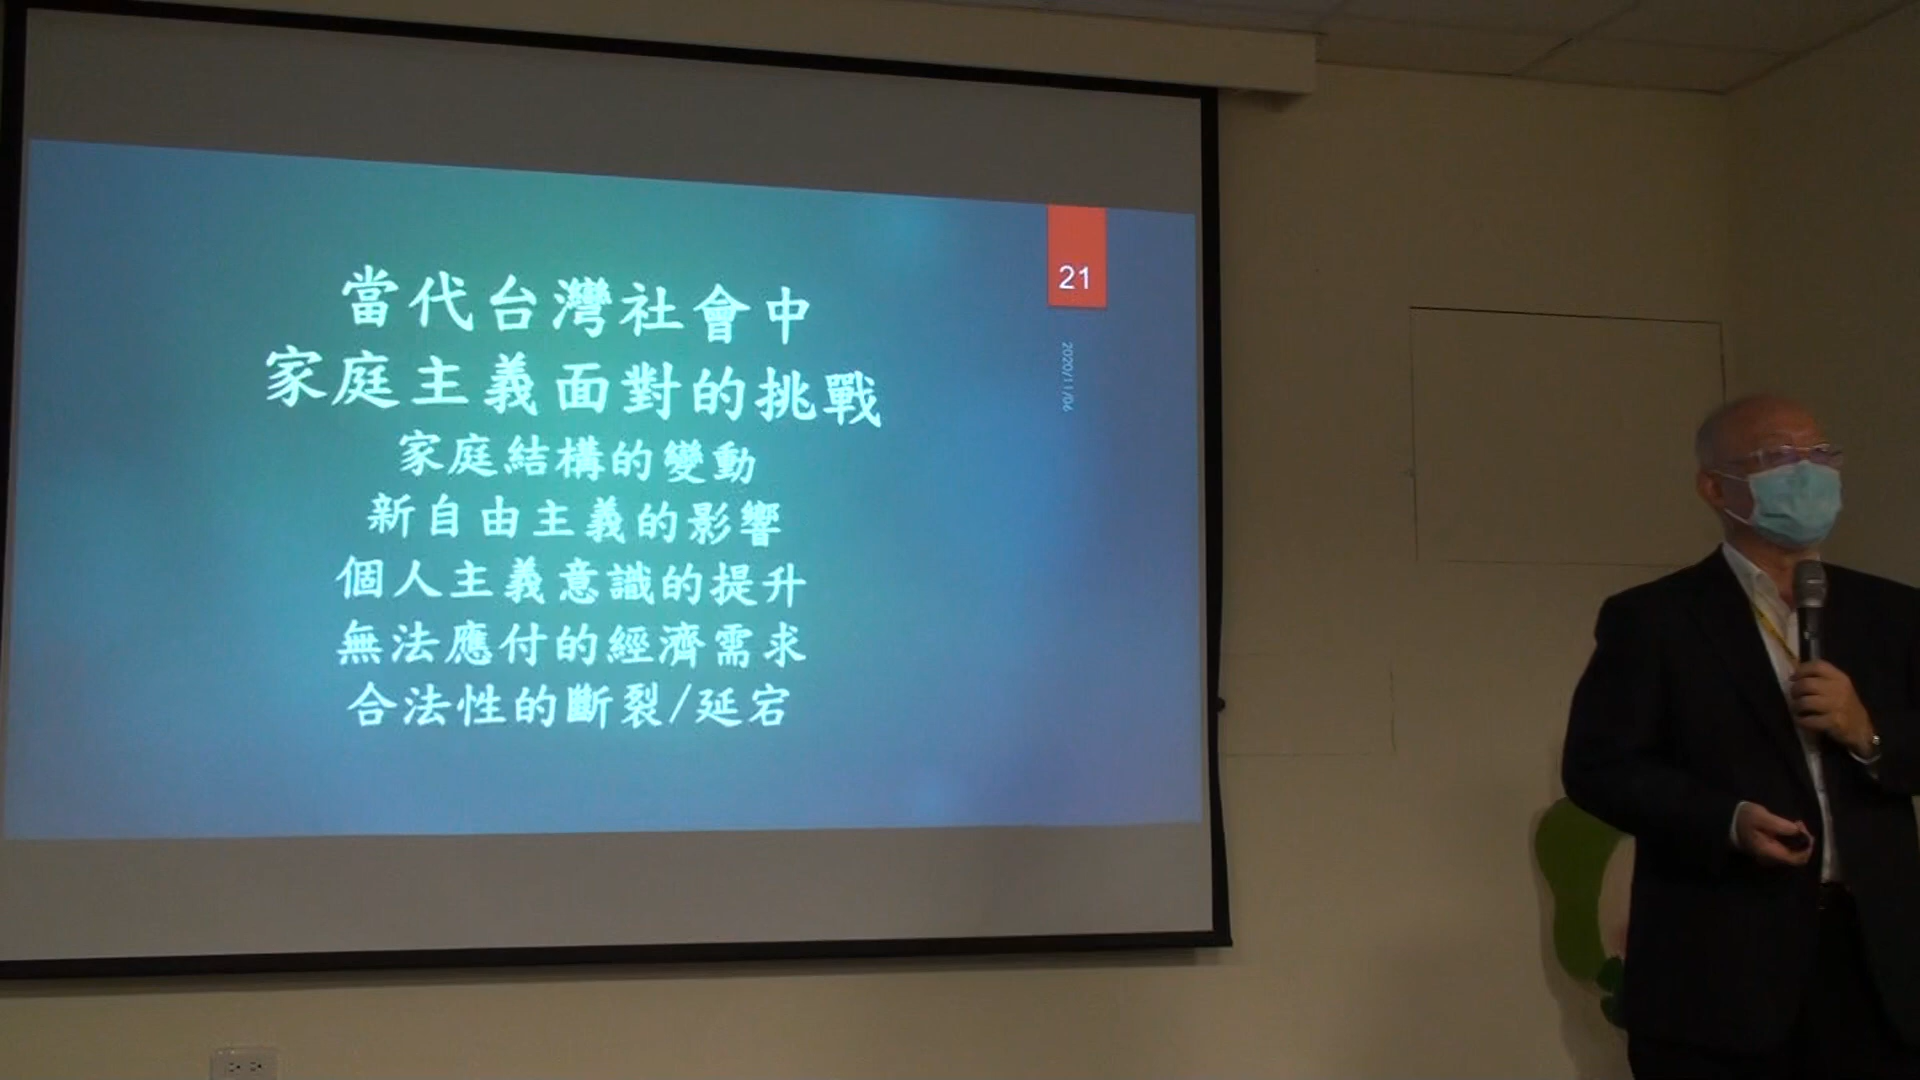 21
2020/11/06
當代台灣社會中
家庭主義面對的挑戰
家庭結構的變動
新自由主義的影響
個人主義意識的提升
無法應付的經濟需求
合法性的斷裂/延宕